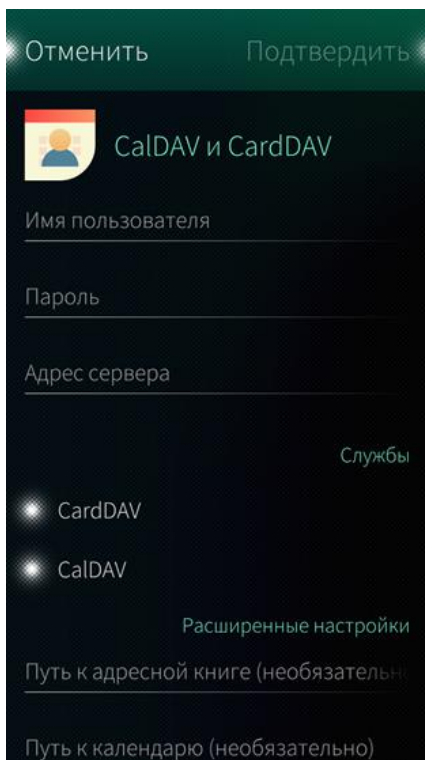 Отменить Подтвердить
CalDAV и CardDAV
Имя пользователя
Пароль
Адрес сервера
Службы
CardDAV
CalDAV
Расширенные настройки
Путь к адресной книге (необязательно
Путь к календарю (необязательно)